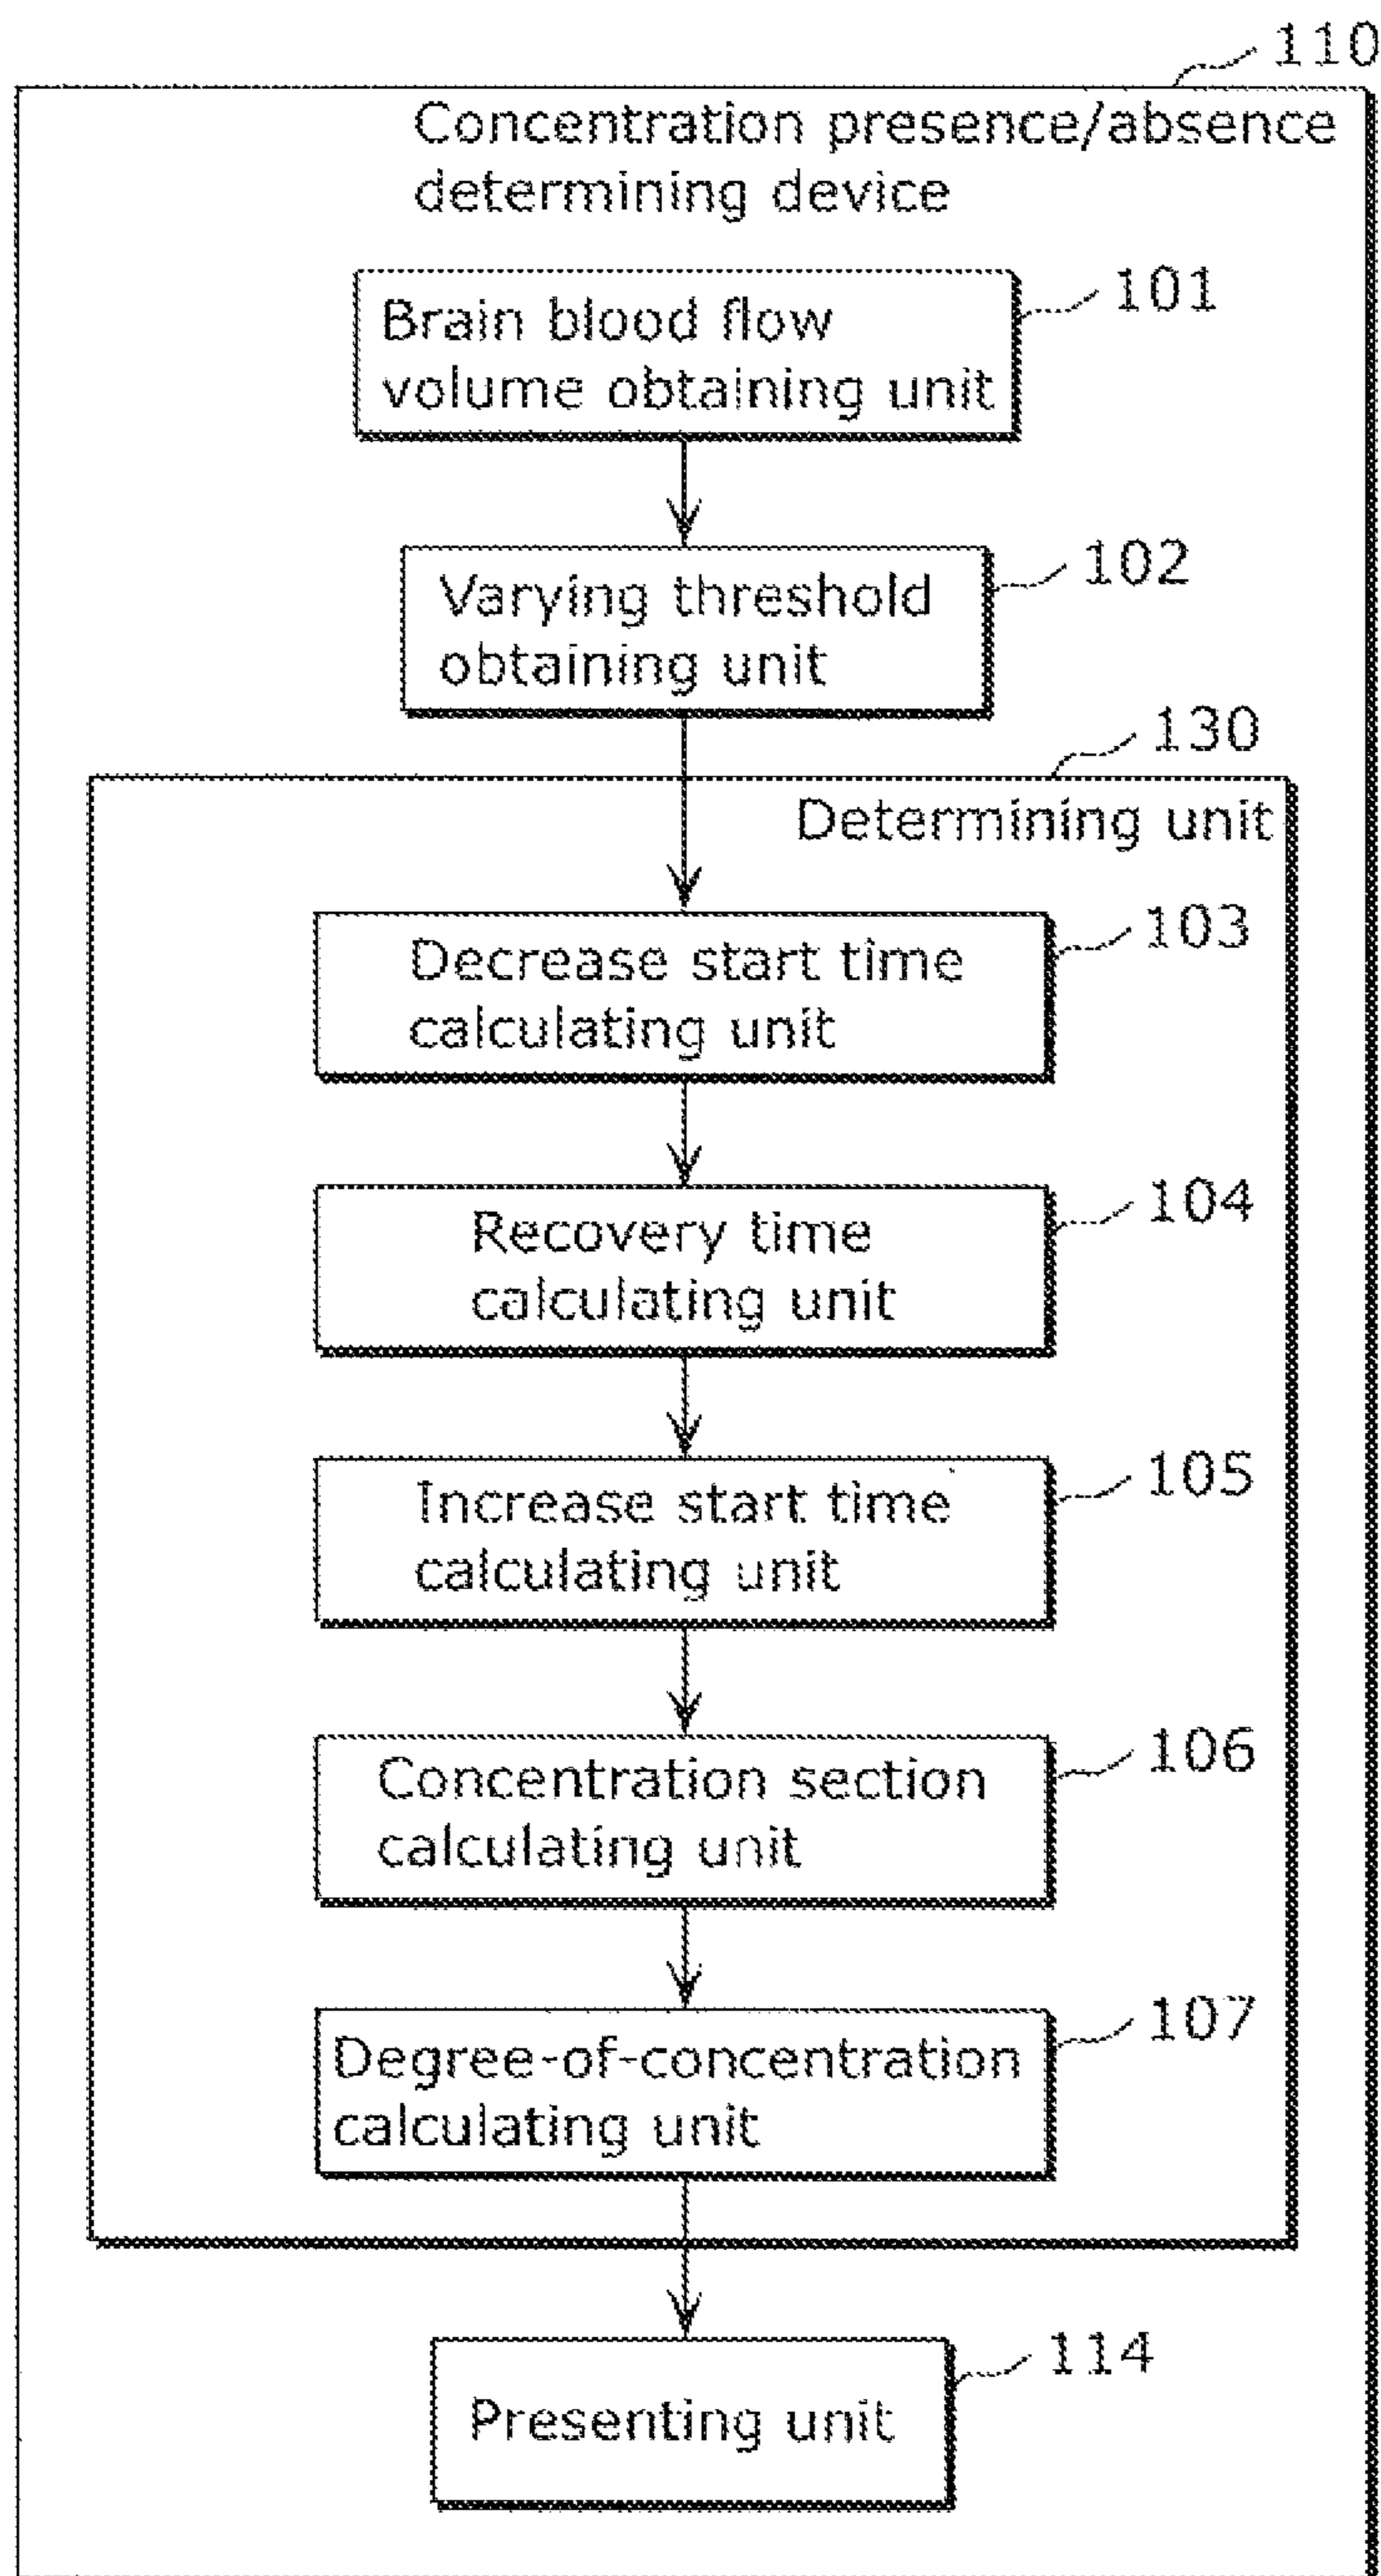 110
Concentration presence/absence
determining device
101
Brain blood flow
volume obtaining unit
102
Varying threshold
obtaining unit
130
Determining unit
103
Decrease start time
calculating unit
104
Recovery time
calculating unit
105
Increase start time
calculating unit
106
Concentration section
calculating unit
107
Degree-of-concentration
calculating unit
114
Presenting unit